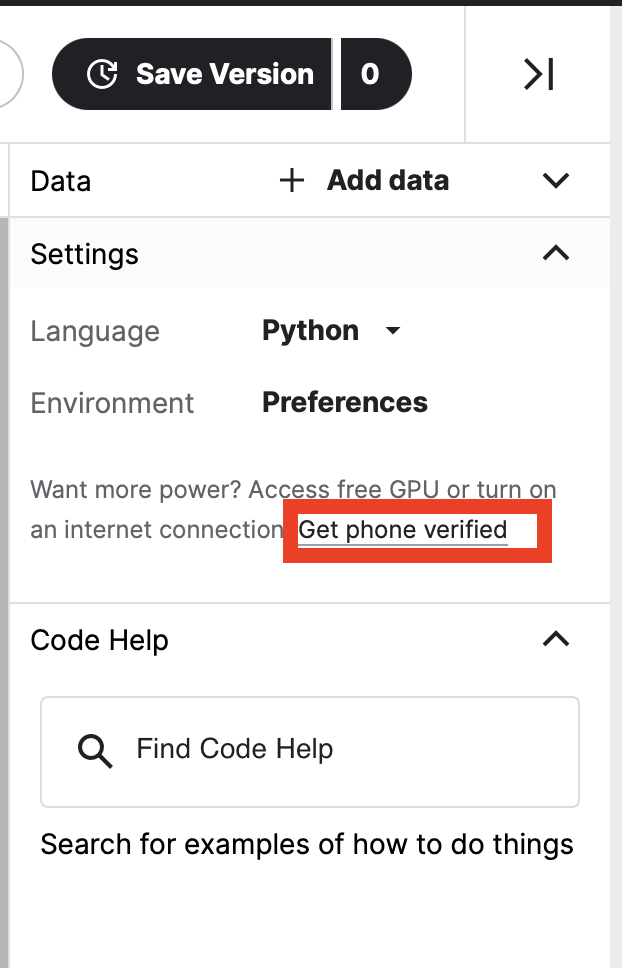 Save Version 0
Data + Add data
Settings
Language Python
Environment Preferences
Want more power? Access free GPU or turn on
an internet connection Get phone verified
Code Help
Find Code Help
Search for examples of how to do things